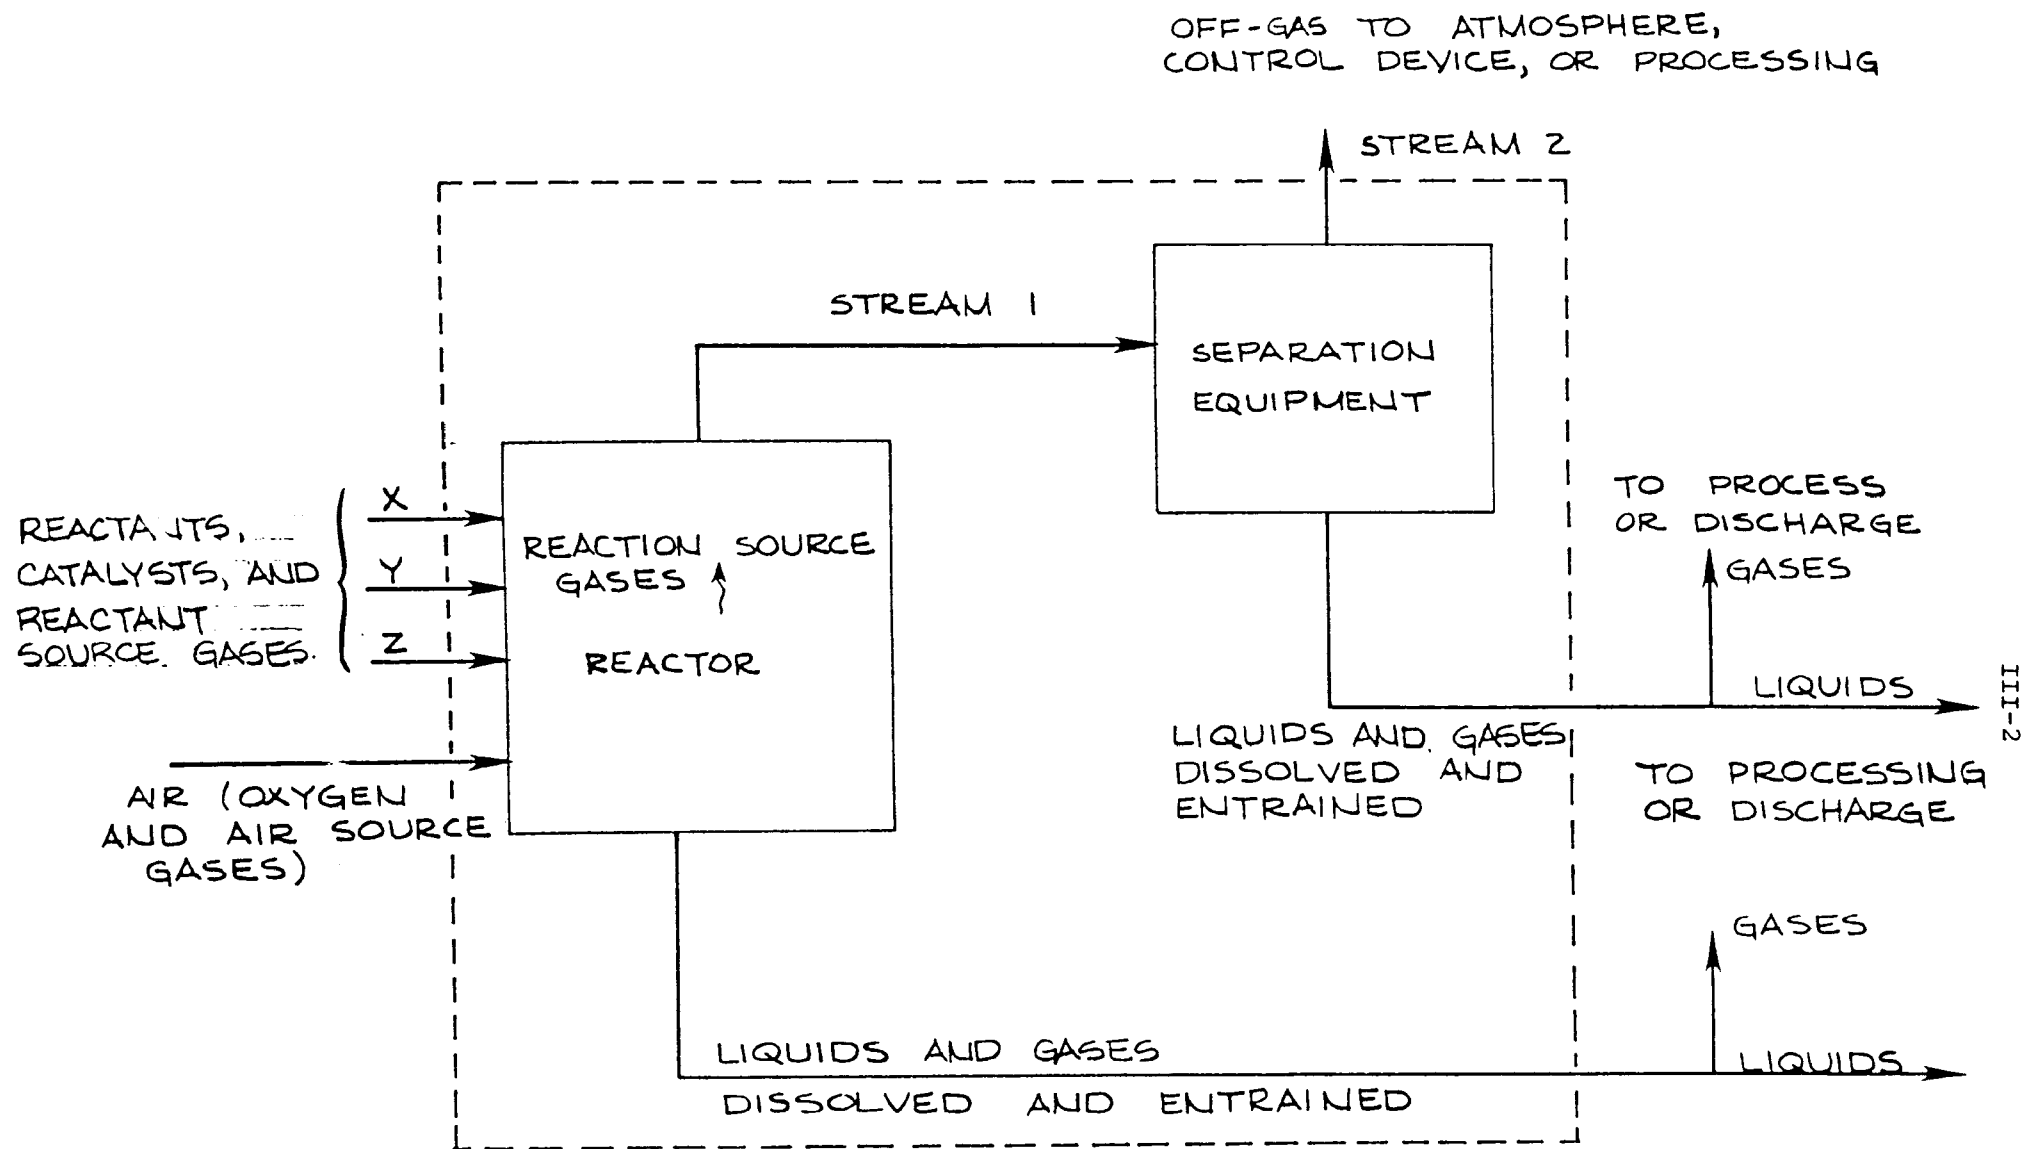 OFF-GAS TO ATMOSPHERE,
CONTROL DEVICE, OR PROCESSING
STREAM 2
STREAM 1
SEPARATION
EQUIPMENT
REACTANTS,
CATALYSTS, AND
REACTANT
SOURCE GASES.
X
Y
Z
REACTION SOURCE
GASES
REACTOR
AIR (OXYGEN
AND AIR SOURCE
GASES)
TO PROCESS
OR DISCHARGE
GASES
LIQUIDS
LIQUIDS AND GASES
DISSOLVED AND
ENTRAINED
TO PROCESSING
OR DISCHARGE
GASES
LIQUIDS
LIQUIDS AND GASES
DISSOLVED AND ENTRAINED
III-2